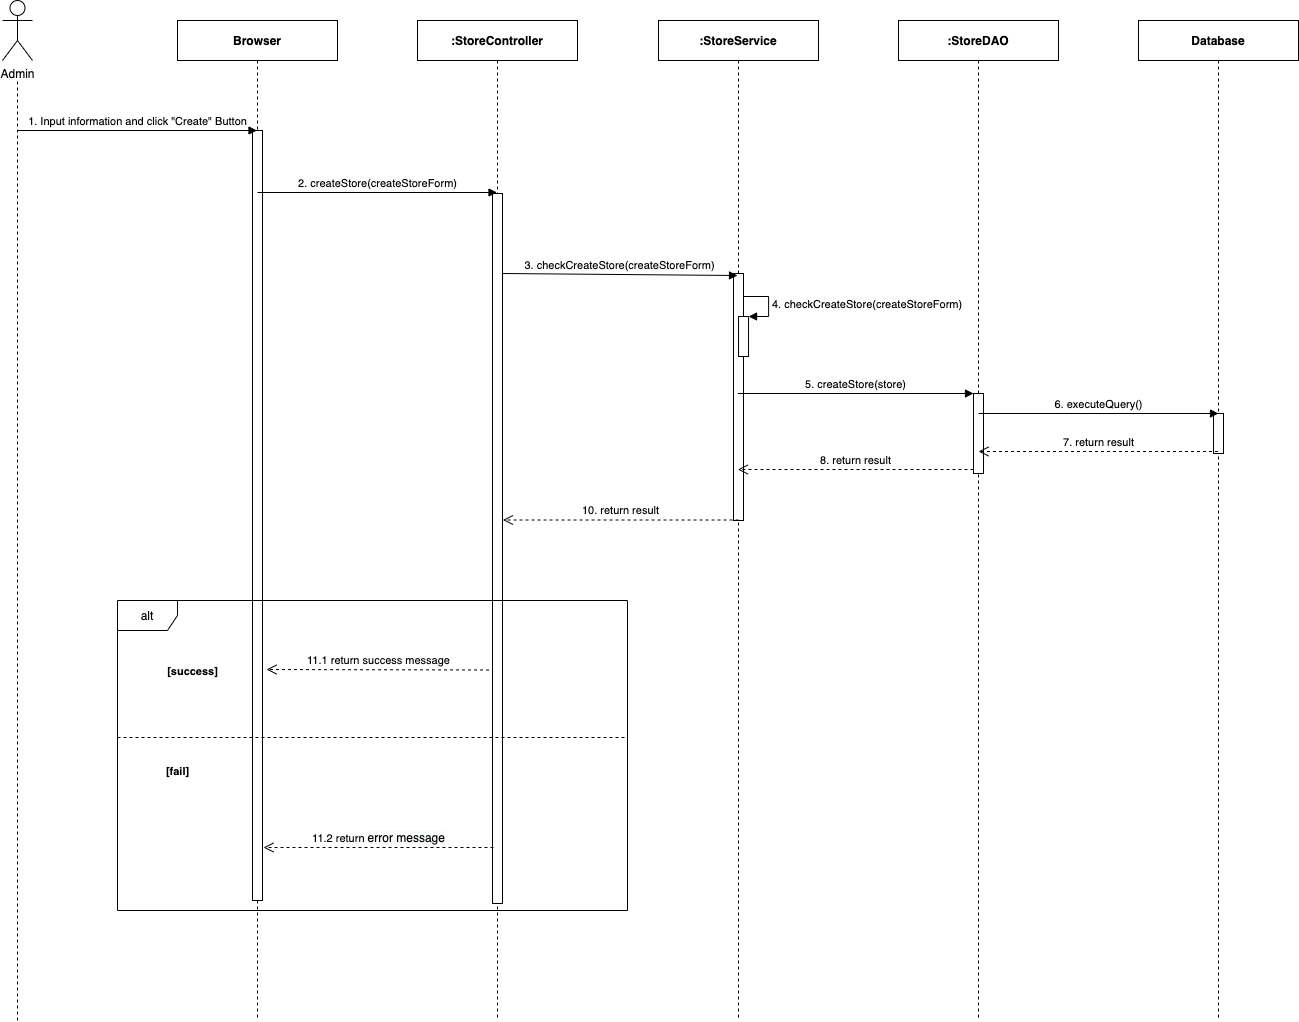 Admin
Browser
:StoreController
:StoreService
:StoreDAO
Database
1. Input information and click "Create" Button
2. createStore(createStoreForm)
3. checkCreateStore(createStoreForm)
4. checkCreateStore(createStoreForm)
5. createStore(store)
6. executeQuery()
7. return result
8. return result
10. return result
alt
11.1 return success message
[success]
[fail]
11.2 return error message